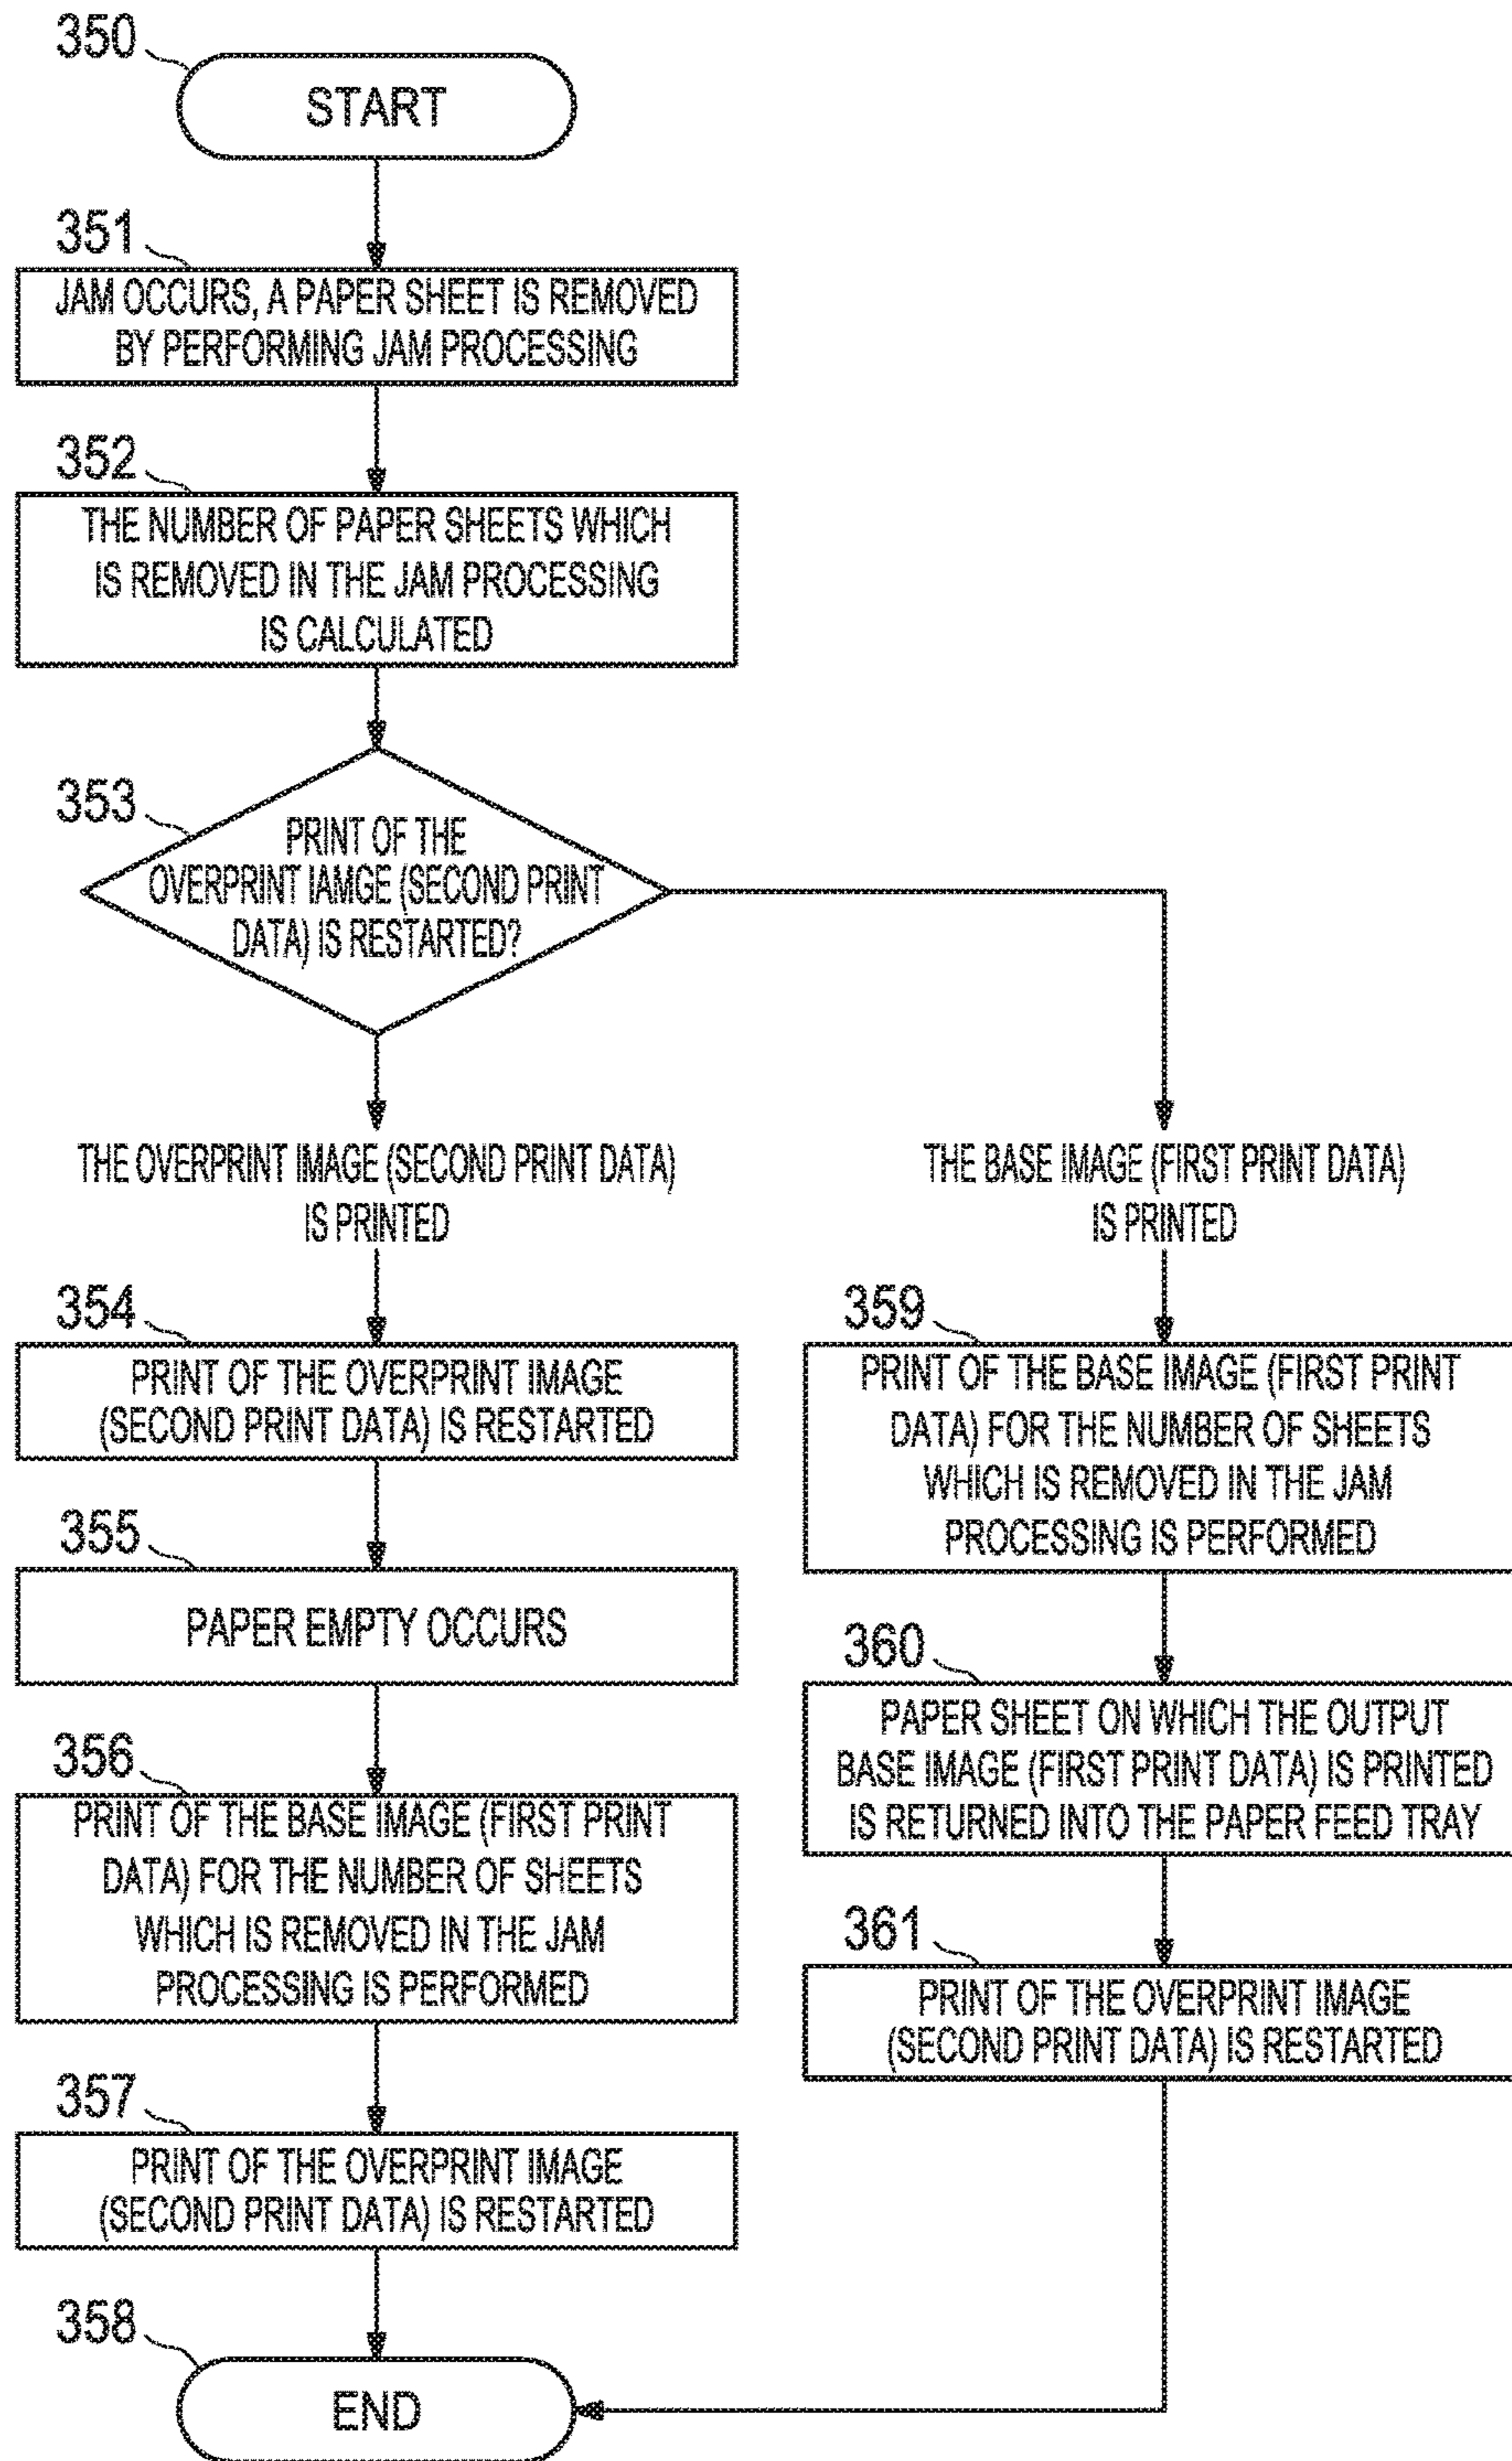 350
START
351
JAM OCCURS, A PAPER SHEET IS REMOVED
BY PERFORMING JAM PROCESSING
352
THE NUMBER OF PAPER SHEETS WHICH
IS REMOVED IN THE JAM PROCESSING
IS CALCULATED
353
PRINT OF THE
OVERPRINT IAMGE (SECOND PRINT
DATA) IS RESTARTED?
THE OVERPRINT IMAGE (SECOND PRINT DATA)
IS PRINTED
354
PRINT OF THE OVERPRINT IMAGE
(SECOND PRINT DATA) IS RESTARTED
355
PAPER EMPTY OCCURS
356
PRINT OF THE BASE IMAGE (FIRST PRINT
DATA) FOR THE NUMBER OF SHEETS
WHICH IS REMOVED IN THE JAM
PROCESSING IS PERFORMED
357
PRINT OF THE OVERPRINT IMAGE
(SECOND PRINT DATA) IS RESTARTED
358
END
THE BASE IMAGE (FIRST PRINT DATA)
IS PRINTED
359
PRINT OF THE BASE IMAGE (FIRST PRINT
DATA) FOR THE NUMBER OF SHEETS
WHICH IS REMOVED IN THE JAM
PROCESSING IS PERFORMED
360
PAPER SHEET ON WHICH THE OUTPUT
BASE IMAGE (FIRST PRINT DATA) IS PRINTED
IS RETURNED INTO THE PAPER FEED TRAY
361
PRINT OF THE OVERPRINT IMAGE
(SECOND PRINT DATA) IS RESTARTED